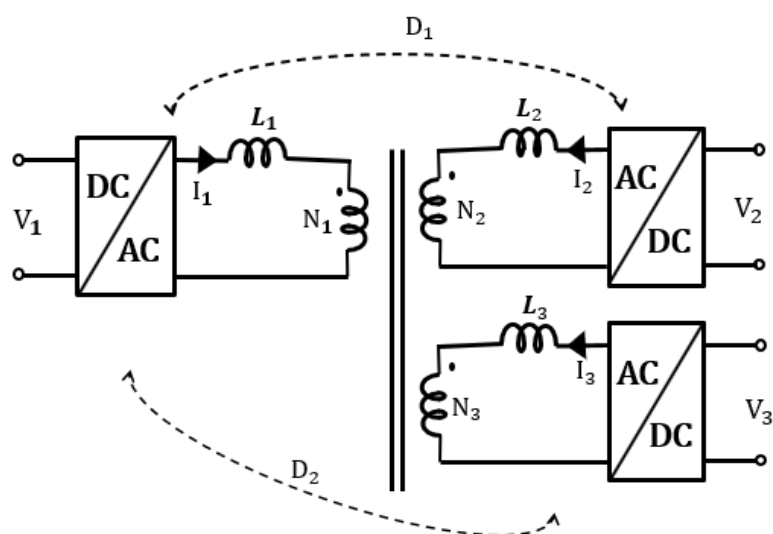 D₁
L₁
L₂
DC
AC
I₁
I₂
AC
DC
V₁
N₁
N₂
V₂
L₃
I₃
AC
DC
N₃
V₃
D₂